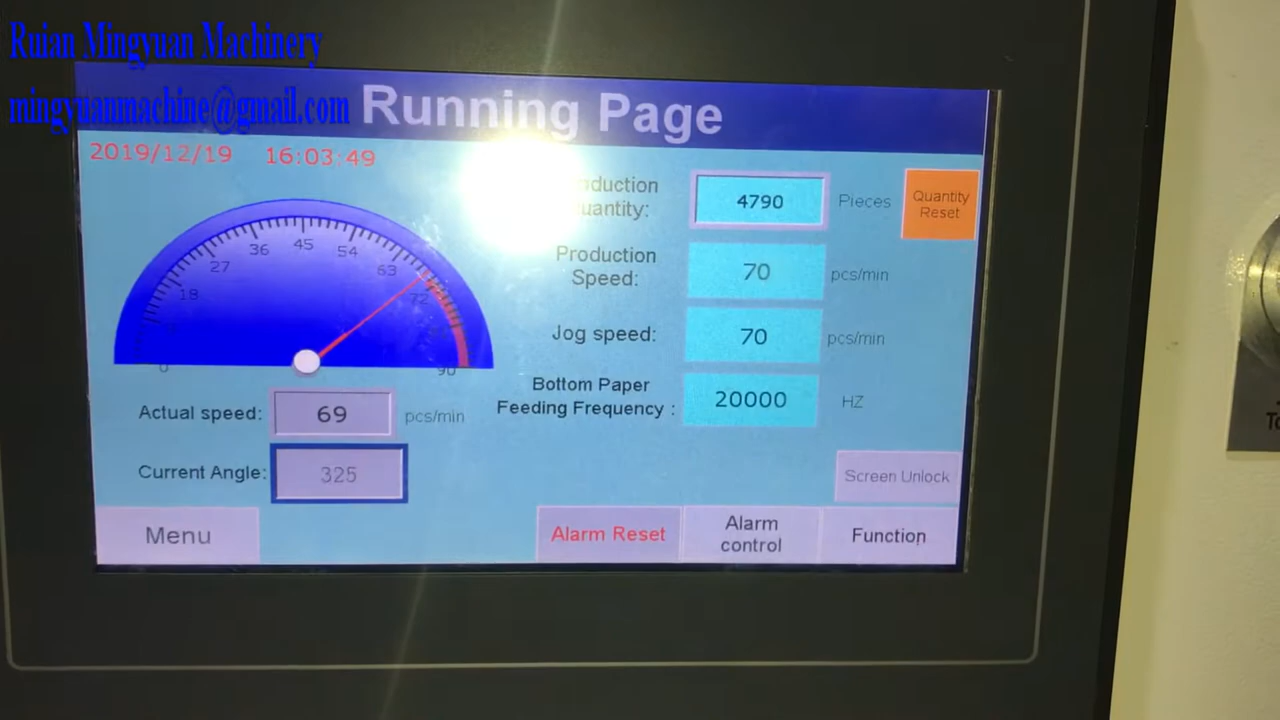 Ruian Mingyuan Machinery
mingyuanmachine@gmail.com
Running Page
2019/12/19 16:03:49
Quantity:
4790
Pieces
Quantity
Reset
Production
Speed:
70
pcs/min
Jog speed:
70
pcs/min
Bottom Paper
Feeding Frequency :
20000
HZ
0
18
27
36
45
54
63
72
90
Actual speed:
69
pcs/min
Current Angle:
325
Screen Unlock
Menu
Alarm Reset
Alarm
control
Function